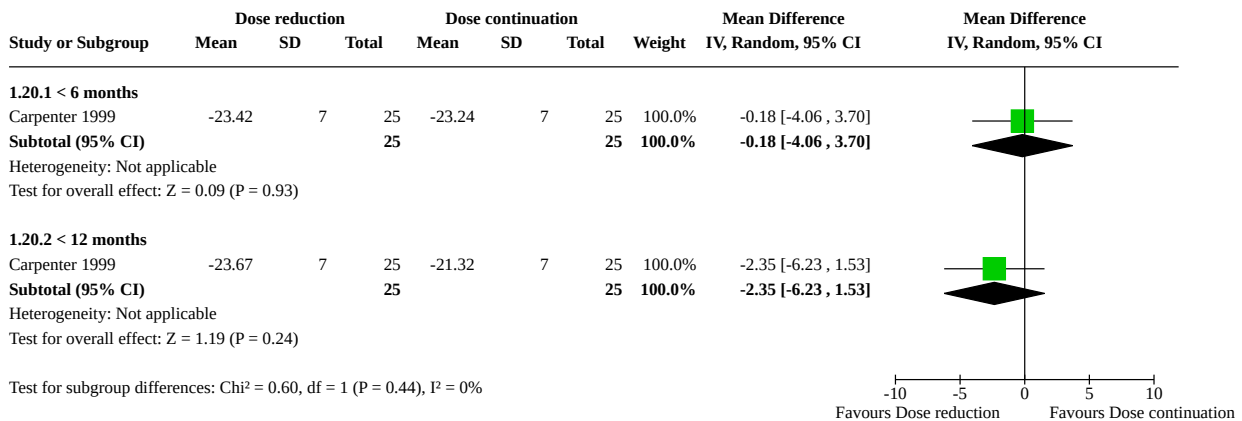 Dose reduction Dose continuation Mean Difference Mean Difference
Study or Subgroup Mean SD Total Mean SD Total Weight IV, Random, 95% CI IV, Random, 95% CI
1.20.1 < 6 months
Carpenter 1999 -23.42 7 25 -23.24 7 25 100.0% -0.18 [-4.06 , 3.70]
Subtotal (95% CI) 25 25 100.0% -0.18 [-4.06 , 3.70]
Heterogeneity: Not applicable
Test for overall effect: Z = 0.09 (P = 0.93)
1.20.2 < 12 months
Carpenter 1999 -23.67 7 25 -21.32 7 25 100.0% -2.35 [-6.23 , 1.53]
Subtotal (95% CI) 25 25 100.0% -2.35 [-6.23 , 1.53]
Heterogeneity: Not applicable
Test for overall effect: Z = 1.19 (P = 0.24)
Test for subgroup differences: Chi² = 0.60, df = 1 (P = 0.44), I² = 0%
-10 -5 0 5 10
Favours Dose reduction Favours Dose continuation